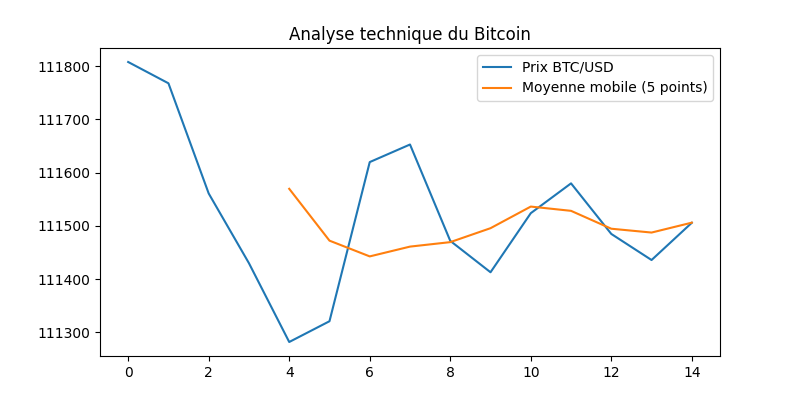 Analyse technique du Bitcoin
Prix BTC/USD
Moyenne mobile (5 points)
111800
111700
111600
111500
111400
111300
0 2 4 6 8 10 12 14